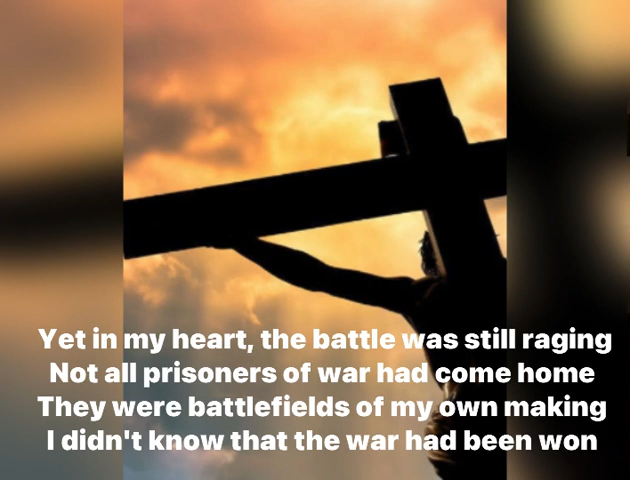 Yet in my heart, the battle was still raging
Not all prisoners of war had come home
They were battlefields of my own making
I didn't know that the war had been won